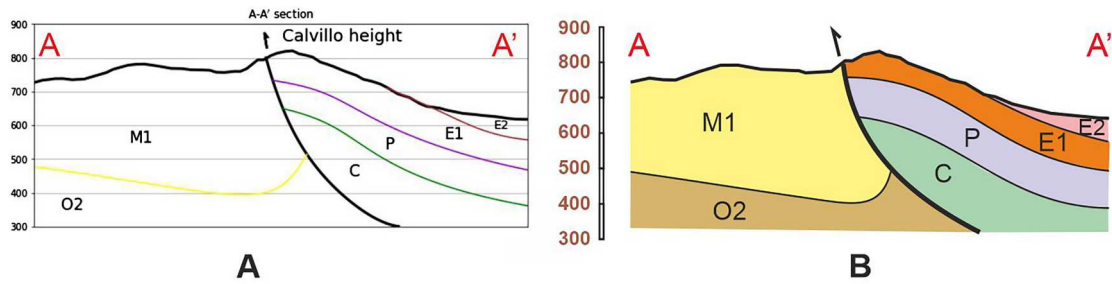 A-A' section
Calvillo height
A
A'
900
800
700
600
500
400
300
M1
O2
C
P
E1
E2
A
A
A'
900
800
700
600
500
400
300
M1
O2
C
P
E1
E2
B